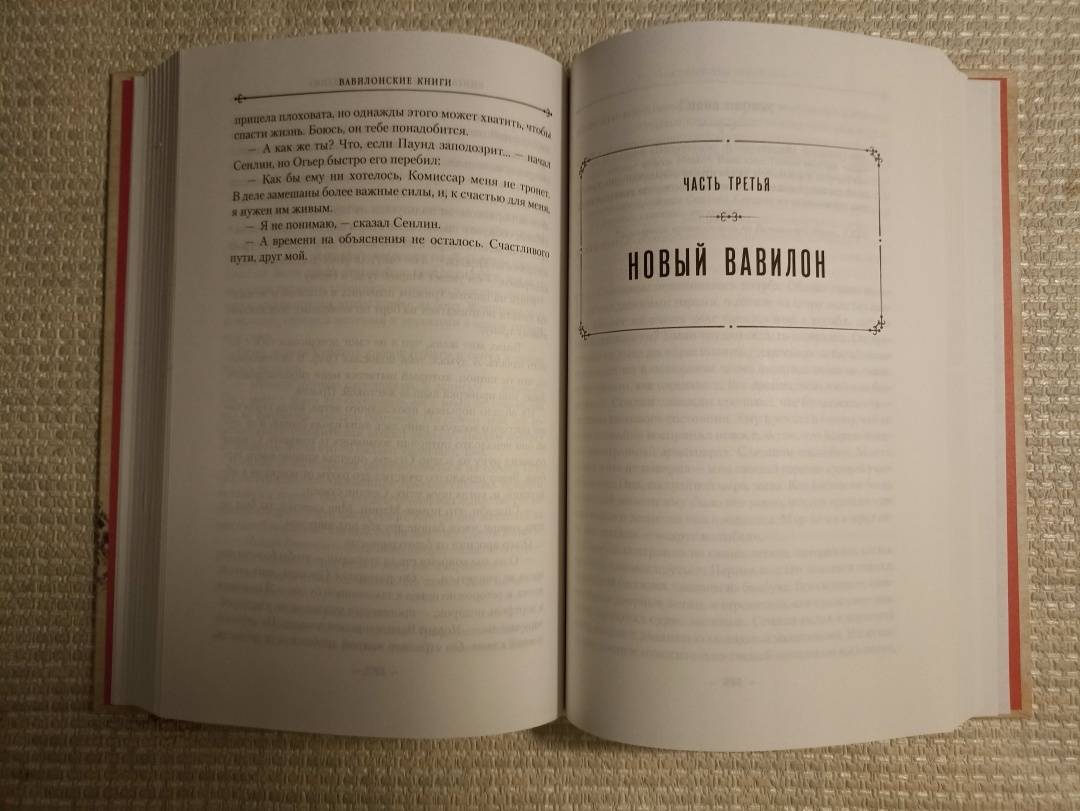 ВАВИЛОНСКИЕ КНИГИ
прицела плоховата, но однажды этого может хватить, чтобы
спасти жизнь. Боюсь, он тебе понадобится.
— А как же ты? Что, если Паунд заподозрит... — начал
Сенлин, но Огьер быстро его перебил:
— Как бы ему ни хотелось, Комиссар меня не тронет.
В деле замешаны более важные силы, и, к счастью для меня,
я нужен им живым.
— Я не понимаю, — сказал Сенлин.
— А времени на объяснения не осталось. Счастливого
пути, друг мой.
ЧАСТЬ ТРЕТЬЯ
НОВЫЙ ВАВИЛОН